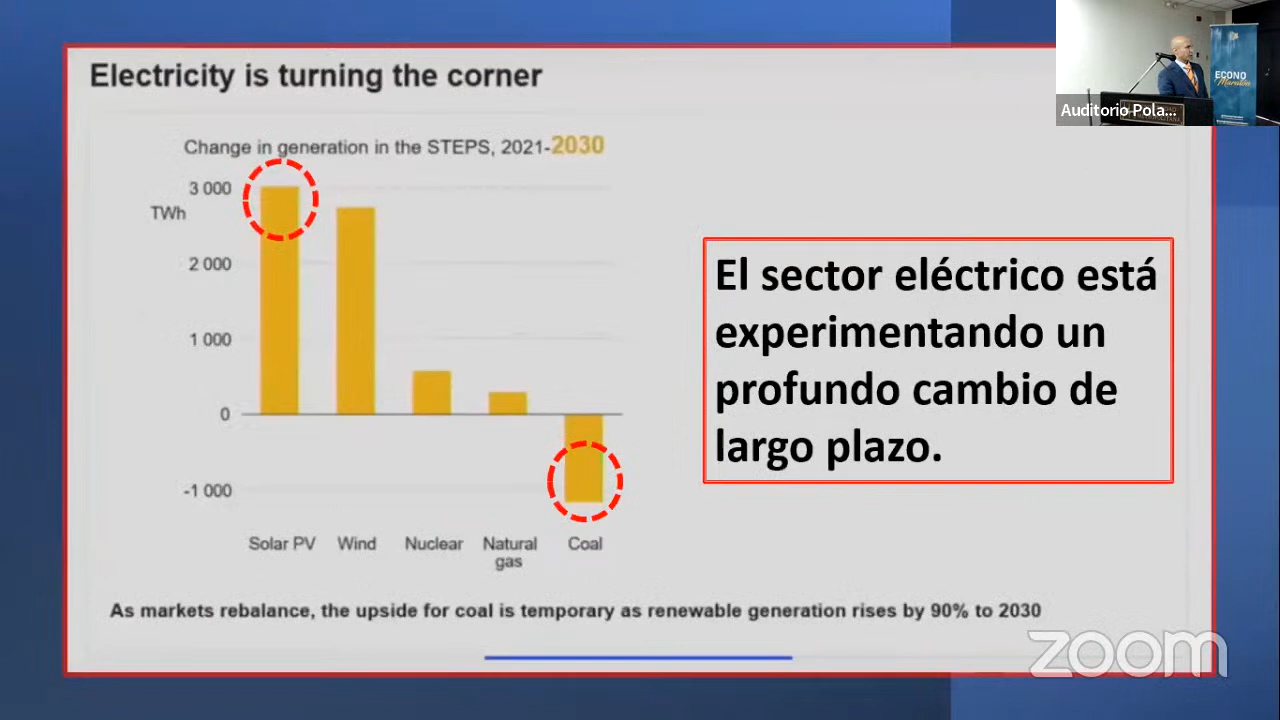 Electricity is turning the corner
Change in generation in the STEPS, 2021-2030
3 000
TWh
2 000
1 000
0
-1 000
Solar PV
Wind
Nuclear
Natural
gas
Coal
El sector eléctrico está
experimentando un
profundo cambio de
largo plazo.
As markets rebalance, the upside for coal is temporary as renewable generation rises by 90% to 2030
ECONO
Maratón
Auditorio Pola...
zoom